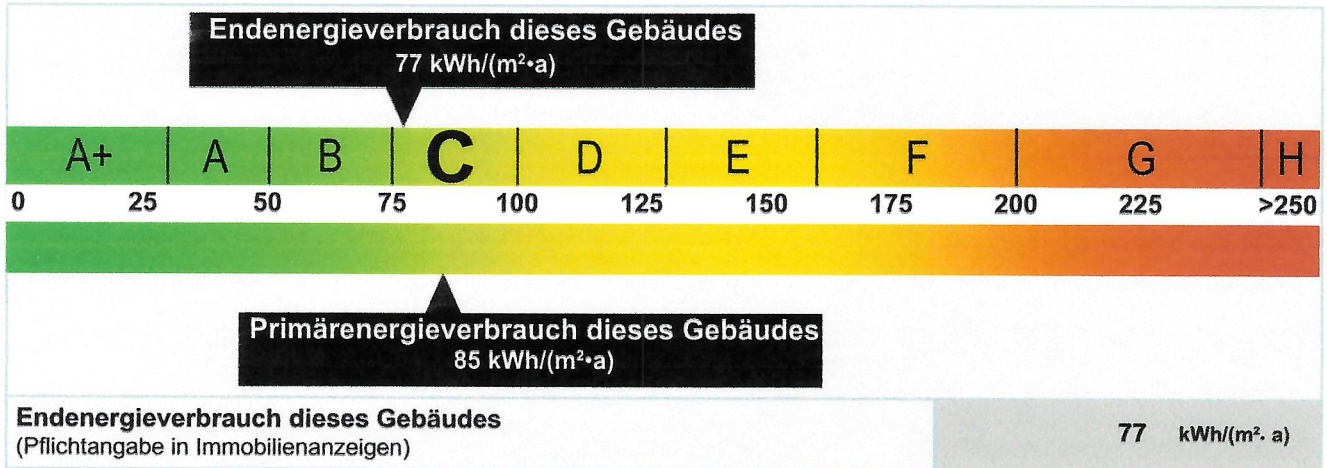 Endenergieverbrauch dieses Gebäudes
77 kWh/(m²•a)
A+ A B C D E F G H
0 25 50 75 100 125 150 175 200 225 >250
Primärenergieverbrauch dieses Gebäudes
85 kWh/(m²•a)
Endenergieverbrauch dieses Gebäudes
(Pflichtangabe in Immobilienanzeigen)
77 kWh/(m². a)